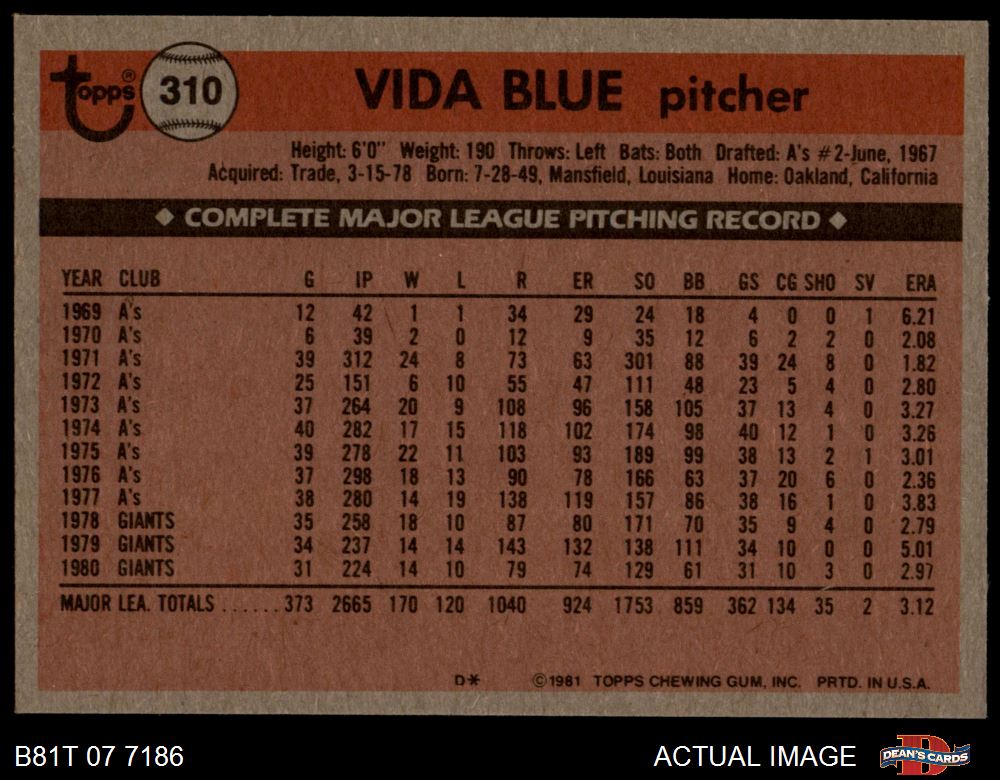 Topps® 310 VIDA BLUE pitcher
Height: 6'0" Weight: 190 Throws: Left Bats: Both Drafted: A's #2-June, 1967
Acquired: Trade, 3-15-78 Born: 7-28-49, Mansfield, Louisiana Home: Oakland, California
◆ COMPLETE MAJOR LEAGUE PITCHING RECORD ◆
YEAR CLUB G IP W L R ER SO BB GS CG SHO SV ERA
1969 A's 12 42 1 1 34 29 24 18 4 0 0 1 6.21
1970 A's 6 39 2 0 12 9 35 12 6 2 2 0 2.08
1971 A's 39 312 24 8 73 63 301 88 39 24 8 0 1.82
1972 A's 25 151 6 10 55 47 111 48 23 5 4 0 2.80
1973 A's 37 264 20 9 108 96 158 105 37 13 4 0 3.27
1974 A's 40 282 17 15 118 102 174 98 40 12 1 0 3.26
1975 A's 39 278 22 11 103 93 189 99 38 13 2 1 3.01
1976 A's 37 298 18 13 90 78 166 63 37 20 6 0 2.36
1977 A's 38 280 14 19 138 119 157 86 38 16 1 0 3.83
1978 GIANTS 35 258 18 10 87 80 171 70 35 9 4 0 2.79
1979 GIANTS 34 237 14 14 143 132 138 111 34 10 0 0 5.01
1980 GIANTS 31 224 14 10 79 74 129 61 31 10 3 0 2.97
MAJOR LEA. TOTALS ......373 2665 170 120 1040 924 1753 859 362 134 35 2 3.12
D* ©1981 TOPPS CHEWING GUM, INC. PRTD. IN U.S.A.
B81T 07 7186 ACTUAL IMAGE DEAN'S CARDS